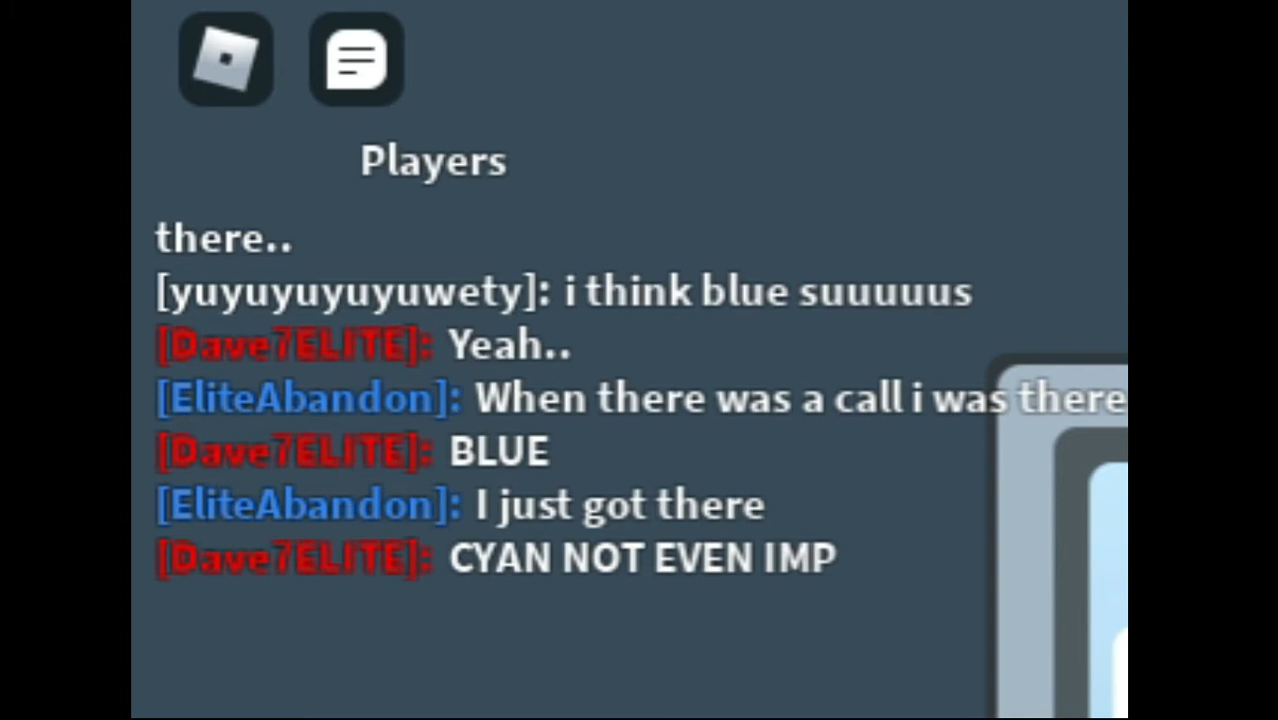 Players
there..
[yuyuyuyuyuwety]: i think blue suuuuus
[Dave7ELITE]: Yeah..
[EliteAbandon]: When there was a call i was there
[Dave7ELITE]: BLUE
[EliteAbandon]: I just got there
[Dave7ELITE]: CYAN NOT EVEN IMP